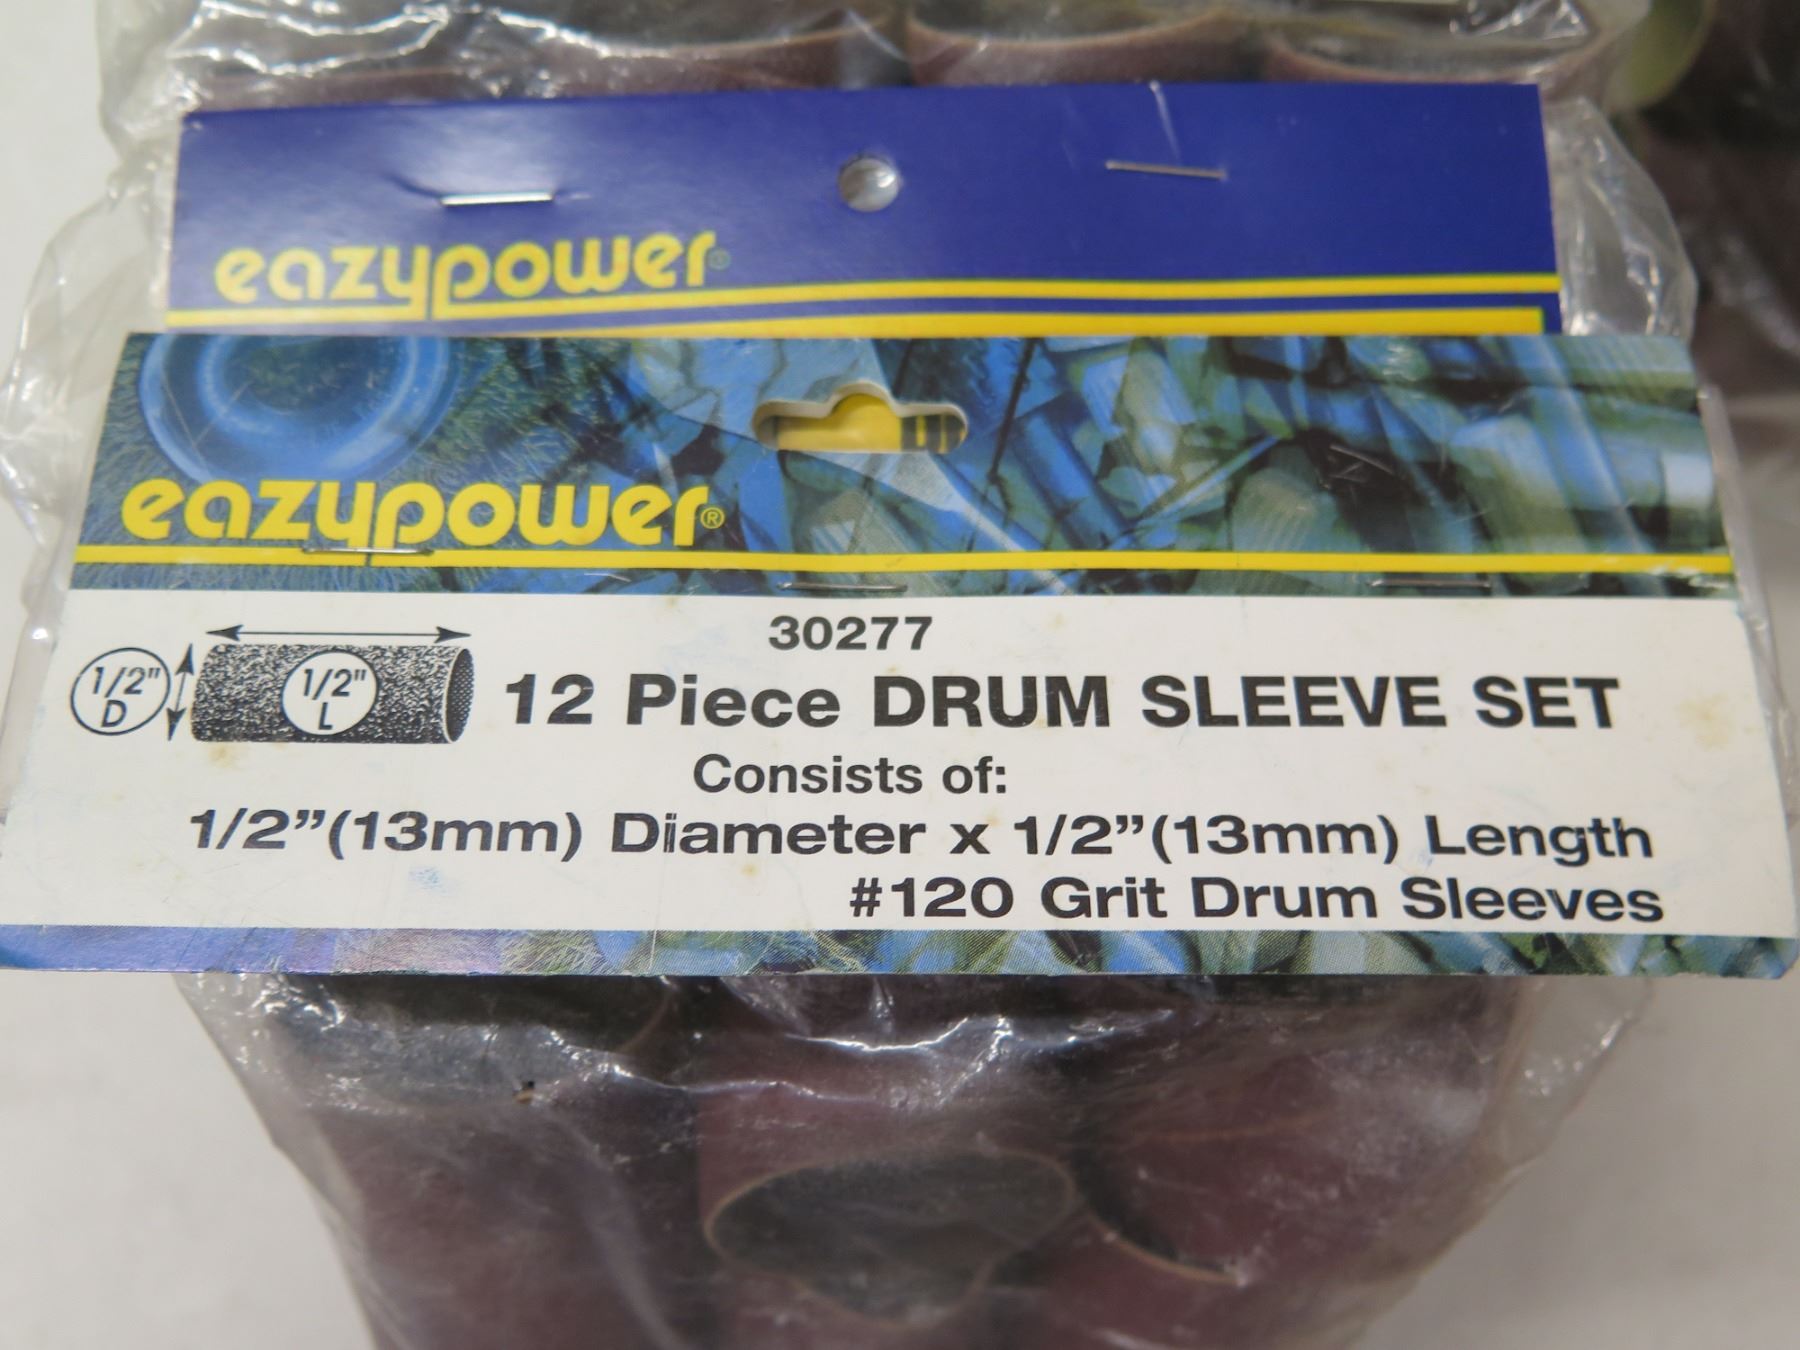 eazypower®
eazypower®
30277
1/2" D
1/2" L
12 Piece DRUM SLEEVE SET
Consists of:
1/2”(13mm) Diameter x 1/2”(13mm) Length
#120 Grit Drum Sleeves